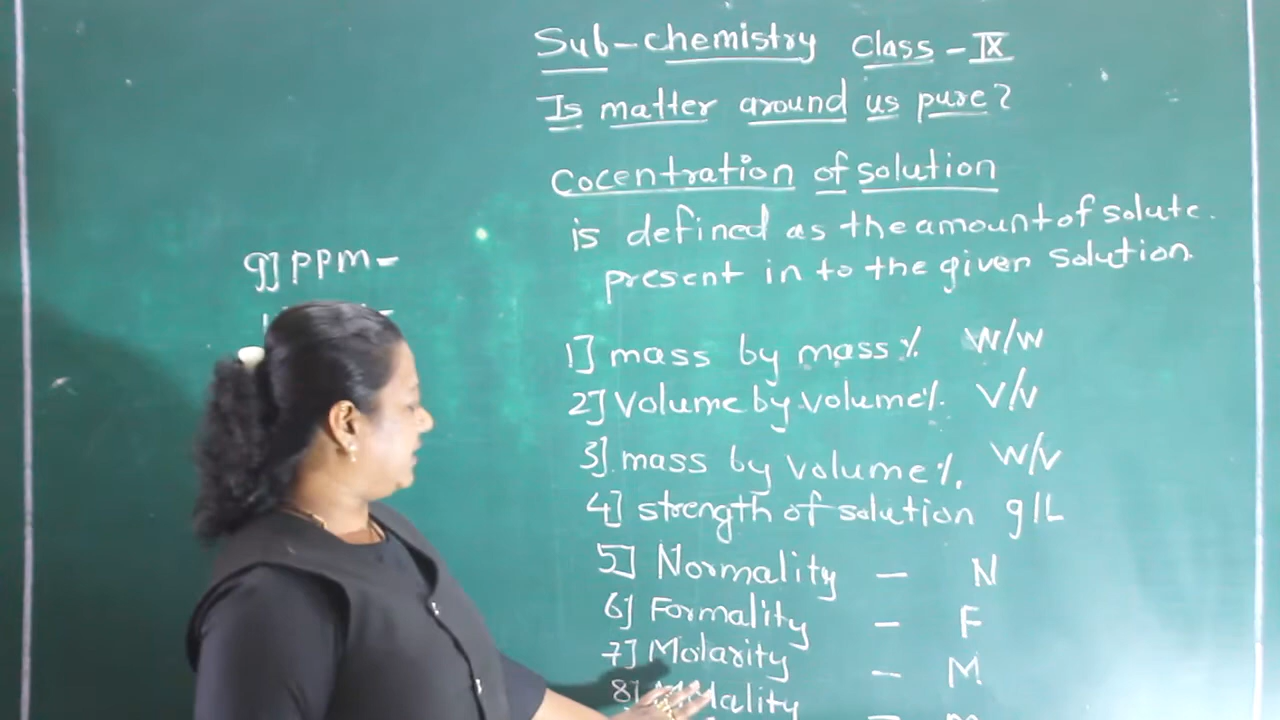 Sub-chemistry Class-IX
Is matter around us pure?
Cocentration of solution
is defined as the amount of solute.
present in to the given solution.
1] mass by mass % W/W
2] Volume by volume % V/V
3] mass by volume %. W/V
4] strength of solution g/L
5] Normality - N
6] Formality - F
7] Molarity - M
8]
9] ppm -